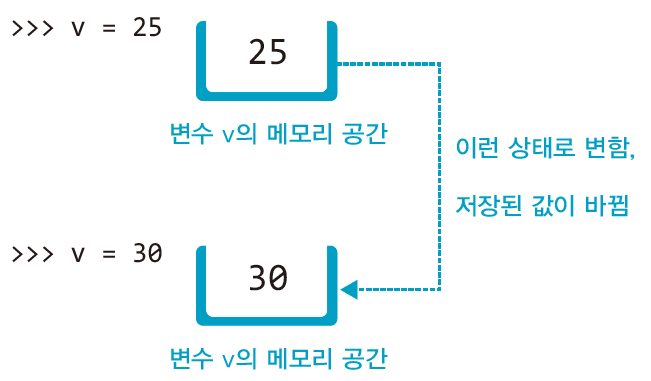 >>> v = 25
25
변수 v의 메모리 공간
이런 상태로 변함,
저장된 값이 바뀜
>>> v = 30
30
변수 v의 메모리 공간